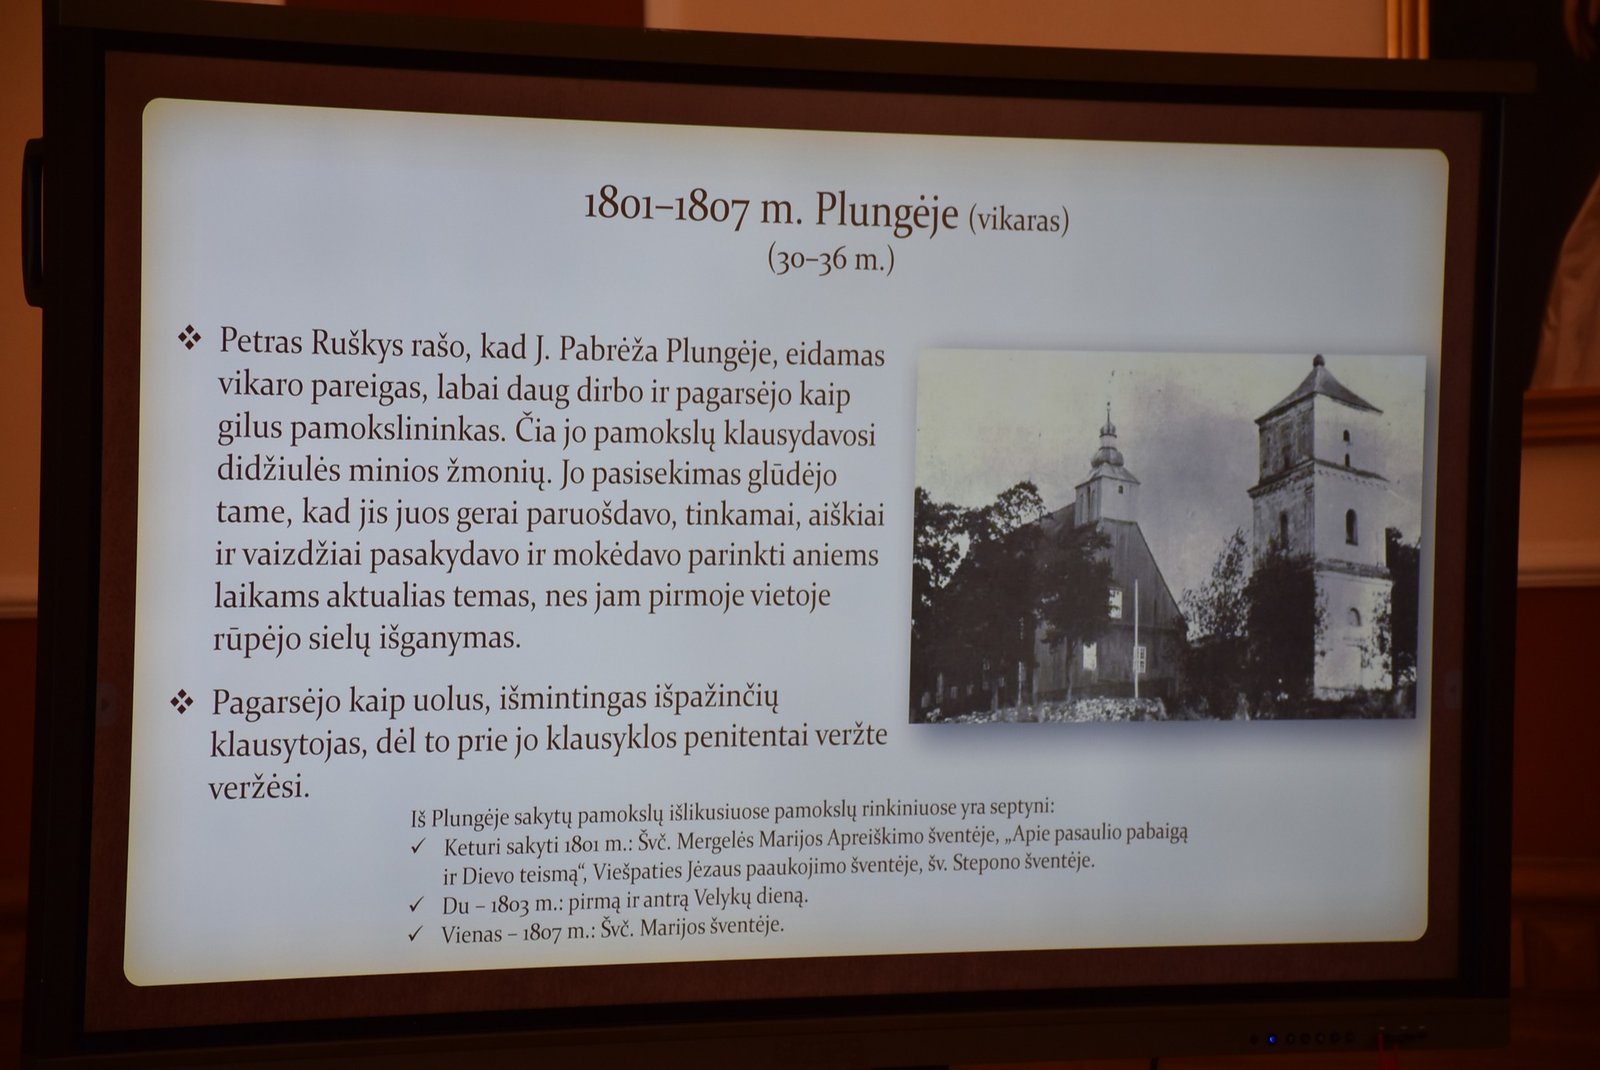 1801–1807 m. Plungėje (vikaras)
(30–36 m.)
❖ Petras Ruškys rašo, kad J. Pabrėža Plungėje, eidamas
vikaro pareigas, labai daug dirbo ir pagarsėjo kaip
gilus pamokslininkas. Čia jo pamokslų klausydavosi
didžiulės minios žmonių. Jo pasisekimas glūdėjo
tame, kad jis juos gerai paruošdavo, tinkamai, aiškiai
ir vaizdžiai pasakydavo ir mokėdavo parinkti aniems
laikams aktualias temas, nes jam pirmoje vietoje
rūpėjo sielų išganymas.
❖ Pagarsėjo kaip uolus, išmintingas išpažinčių
klausytojas, dėl to prie jo klausyklos penitentai veržte
veržėsi.
Iš Plungėje sakytų pamokslų išlikusiuose pamokslų rinkiniuose yra septyni:
✓ Keturi sakyti 1801 m.: Švč. Mergelės Marijos Apreiškimo šventėje, „Apie pasaulio pabaigą
ir Dievo teismą“, Viešpaties Jėzaus paaukojimo šventėje, šv. Stepono šventėje.
✓ Du – 1803 m.: pirmą ir antrą Velykų dieną.
✓ Vienas – 1807 m.: Švč. Marijos šventėje.